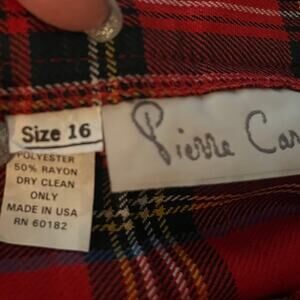 Size 16
POLYESTER
50% RAYON
DRY CLEAN
ONLY
MADE IN USA
RN 60182
Pierre Car